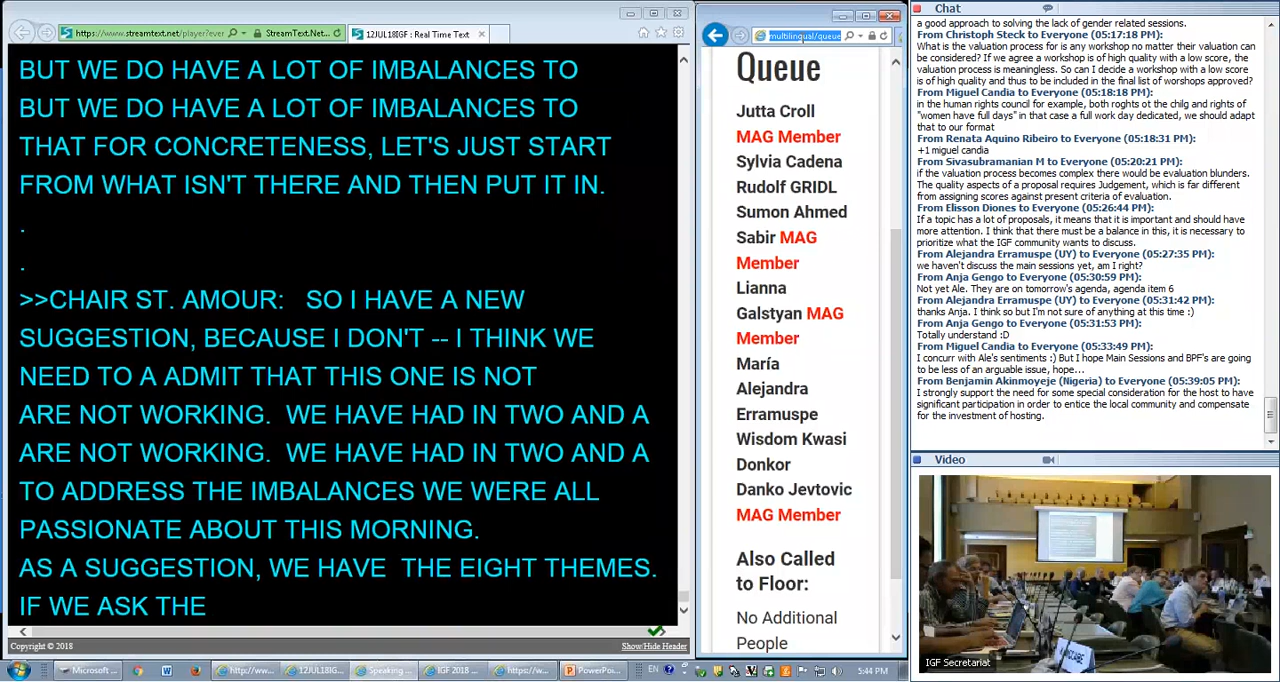 https://www.streamtext.net/player?ever
StreamText.Net...
12JUL18IGF : Real Time Text
BUT WE DO HAVE A LOT OF IMBALANCES TO
BUT WE DO HAVE A LOT OF IMBALANCES TO
THAT FOR CONCRETENESS, LET'S JUST START
FROM WHAT ISN'T THERE AND THEN PUT IT IN.
.
.
>>CHAIR ST. AMOUR:   SO I HAVE A NEW
SUGGESTION, BECAUSE I DON'T -- I THINK WE
NEED TO A ADMIT THAT THIS ONE IS NOT
ARE NOT WORKING.  WE HAVE HAD IN TWO AND A
ARE NOT WORKING.  WE HAVE HAD IN TWO AND A
TO ADDRESS THE IMBALANCES WE WERE ALL
PASSIONATE ABOUT THIS MORNING.
AS A SUGGESTION, WE HAVE  THE EIGHT THEMES.
IF WE ASK THE
Copyright © 2018
Show/Hide Header
multilingual/queue
Queue
Jutta Croll
MAG Member
Sylvia Cadena
Rudolf GRIDL
Sumon Ahmed
Sabir MAG
Member
Lianna
Galstyan MAG
Member
María
Alejandra
Erramuspe
Wisdom Kwasi
Donkor
Danko Jevtovic
MAG Member
Also Called
to Floor:
No Additional
People
Chat
a good approach to solving the lack of gender related sessions.
From Christoph Steck to Everyone (05:17:18 PM):
What is the valuation process for is any workshop no matter their valuation can
be considered? If we agree a workshop is of high quality with a low score, the
valuation process is meaningless. So can I decide a workshop with a low score
is of high quality and thus to be included in the final list of worshops approved?
From Miguel Candia to Everyone (05:18:18 PM):
in the human rights council for example, both roghts ot the chilg and rights of
"women have full days" in that case a full work day dedicated, we should adapt
that to our format
From Renata Aquino Ribeiro to Everyone (05:18:31 PM):
+1 miguel candia
From Sivasubramanian M to Everyone (05:20:21 PM):
if the valuation process becomes complex there would be evaluation blunders.
The quality aspects of a proposal requires Judgement, which is far different
from assigning scores against present criteria of evaluation.
From Elisson Diones to Everyone (05:26:44 PM):
If a topic has a lot of proposals, it means that it is important and should have
more attention. I think that there must be a balance in this, it is necessary to
prioritize what the IGF community wants to discuss.
From Alejandra Erramuspe (UY) to Everyone (05:27:35 PM):
we haven't discuss the main sessions yet, am I right?
From Anja Gengo to Everyone (05:30:59 PM):
Not yet Ale. They are on tomorrow's agenda, agenda item 6
From Alejandra Erramuspe (UY) to Everyone (05:31:42 PM):
thanks Anja. I think so but I'm not sure of anything at this time :)
From Anja Gengo to Everyone (05:31:53 PM):
Totally understand :D
From Miguel Candia to Everyone (05:33:49 PM):
I concurr with Ale's sentiments :) But I hope Main Sessions and BPF's are going
to be less of an arguable issue, hope...
From Benjamin Akinmoyeje (Nigeria) to Everyone (05:39:05 PM):
I strongly support the need for some special consideration for the host to have
significant participation in order to entice the local community and compensate
for the investment of hosting.
Video
IGF Secretariat
Microsoft ...
http://ww...
12JUL18IG...
Speaking ...
IGF 2018 ...
https://w...
PowerPoi...
EN
5:44 PM